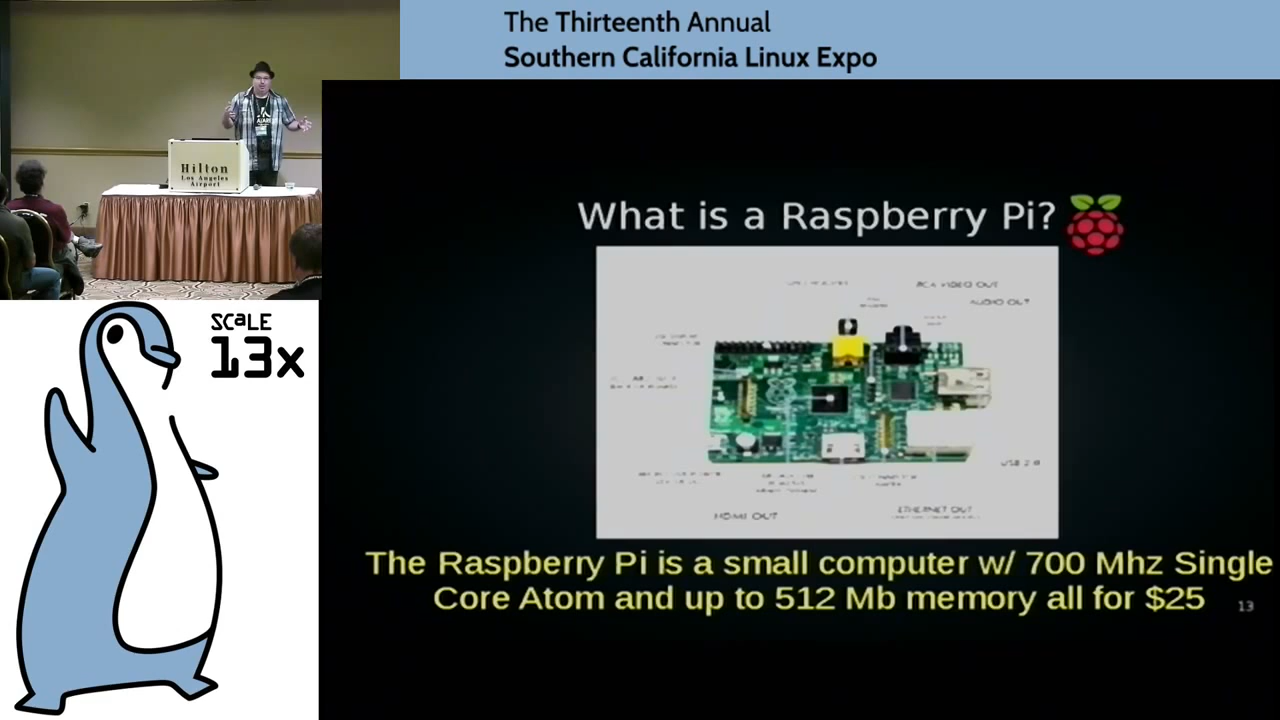 The Thirteenth Annual
Southern California Linux Expo
Hilton
Los Angeles
Airport
SCaLE
13x
What is a Raspberry Pi?
RCA VIDEO OUT
AUDIO OUT
USB 2.0
HDMI OUT
ETHERNET OUT
The Raspberry Pi is a small computer w/ 700 Mhz Single
Core Atom and up to 512 Mb memory all for $25
13